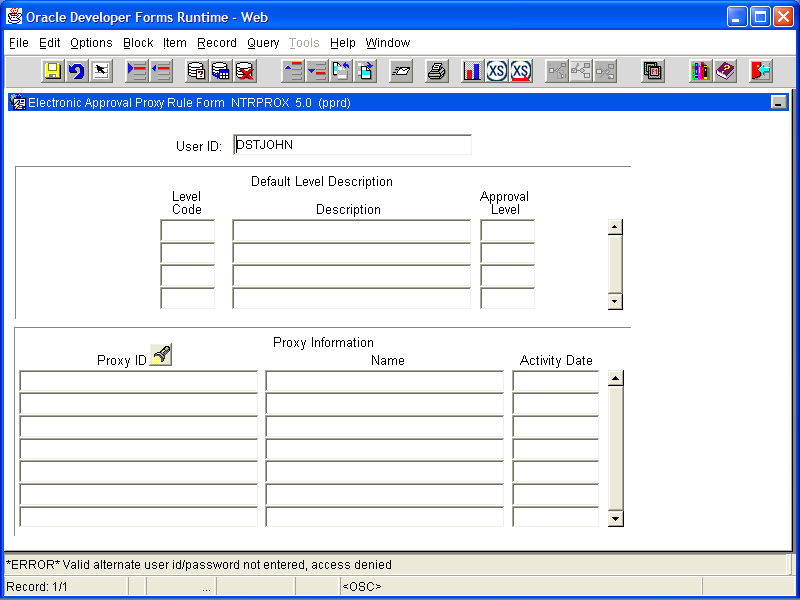 Oracle Developer Forms Runtime - Web
File Edit Options Block Item Record Query Tools Help Window
Electronic Approval Proxy Rule Form NTRPROX 5.0 (pprd)
User ID: DSTJOHN
Default Level Description
Level Code Description Approval Level
Proxy Information
Proxy ID Name Activity Date
*ERROR* Valid alternate user id/password not entered, access denied
Record: 1/1 ... <OSC>